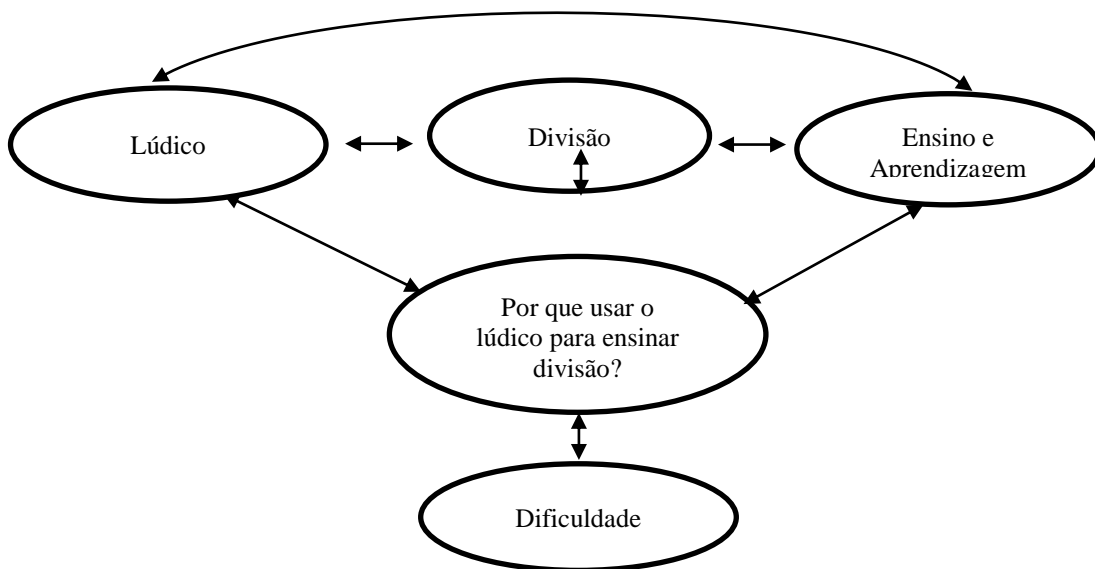 Lúdico
Divisão
Ensino e
Aprendizagem
Por que usar o
lúdico para ensinar
divisão?
Dificuldade